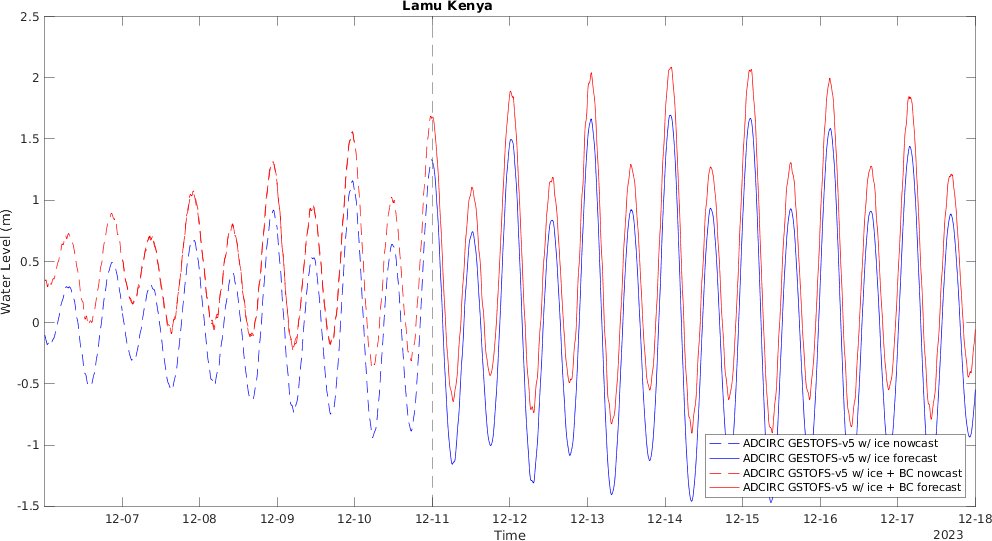 Lamu Kenya
2.5
2
1.5
1
0.5
0
-0.5
-1
-1.5
Water Level (m)
ADCIRC GESTOFS-v5 w/ ice nowcast
ADCIRC GESTOFS-v5 w/ ice forecast
ADCIRC GSTOFS-v5 w/ ice + BC nowcast
ADCIRC GSTOFS-v5 w/ ice + BC forecast
12-07 12-08 12-09 12-10 12-11 12-12 12-13 12-14 12-15 12-16 12-17 12-18
Time
2023